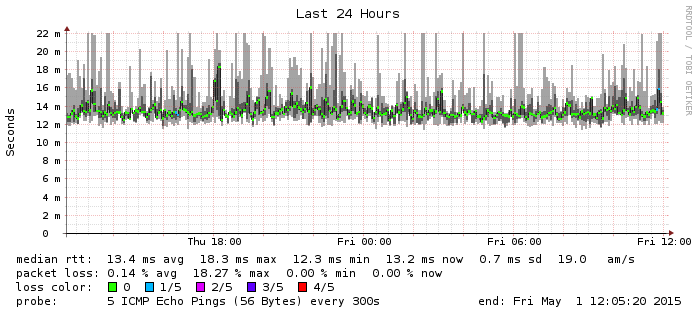 Last 24 Hours
RRDTOOL / TOBI OETIKER
Seconds
22 m
20 m
18 m
16 m
14 m
12 m
10 m
8 m
6 m
4 m
2 m
0
Thu 18:00 Fri 00:00 Fri 06:00 Fri 12:00
median rtt: 13.4 ms avg 18.3 ms max 12.3 ms min 13.2 ms now 0.7 ms sd 19.0 am/s
packet loss: 0.14 % avg 18.27 % max 0.00 % min 0.00 % now
loss color: 0 1/5 2/5 3/5 4/5
probe: 5 ICMP Echo Pings (56 Bytes) every 300s end: Fri May 1 12:05:20 2015